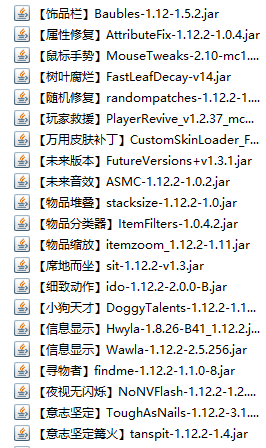 【饰品栏】Baubles-1.12-1.5.2.jar
【属性修复】AttributeFix-1.12.2-1.0.4.jar
【鼠标手势】MouseTweaks-2.10-mc1....
【树叶腐烂】FastLeafDecay-v14.jar
【随机修复】randompatches-1.12.2-1....
【玩家救援】PlayerRevive_v1.2.37_mc...
【万用皮肤补丁】CustomSkinLoader_F...
【未来版本】FutureVersions+v1.3.1.jar
【未来音效】ASMC-1.12.2-1.0.2.jar
【物品堆叠】stacksize-1.12.2-1.0.jar
【物品分类器】ItemFilters-1.0.4.2.jar
【物品缩放】itemzoom_1.12.2-1.11.jar
【席地而坐】sit-1.12.2-v1.3.jar
【细致动作】ido-1.12.2-2.0.0-B.jar
【小狗天才】DoggyTalents-1.12.2-1.1...
【信息显示】Hwyla-1.8.26-B41_1.12.2.j...
【信息显示】Wawla-1.12.2-2.5.256.jar
【寻物者】findme-1.12.2-1.1.0-8.jar
【夜视无闪烁】NoNVFlash-1.12.2-1.2....
【意志坚定】ToughAsNails-1.12.2-3.1....
【意志坚定篝火】tanspit-1.12.2-1.4.jar